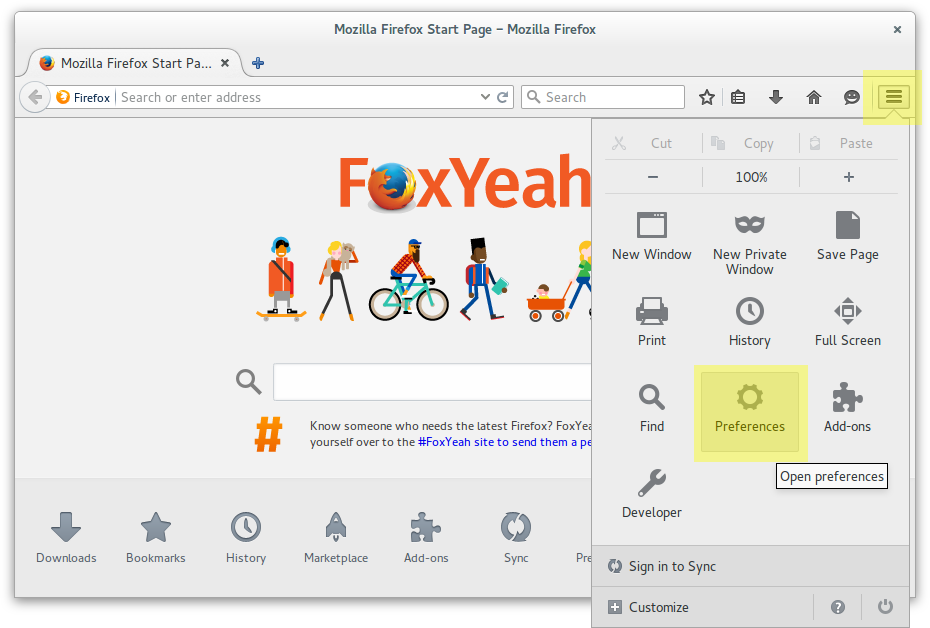 Mozilla Firefox Start Page – Mozilla Firefox
Mozilla Firefox Start Pa...
Firefox
Search or enter address
Search
Cut
Copy
Paste
100%
FoxYeah
New Window
New Private
Window
Save Page
Print
History
Full Screen
Find
Preferences
Add-ons
Open preferences
Developer
#
Know someone who needs the latest Firefox? FoxYea
yourself over to the #FoxYeah site to send them a pe
Downloads
Bookmarks
History
Marketplace
Add-ons
Sync
Pre
Sign in to Sync
Customize